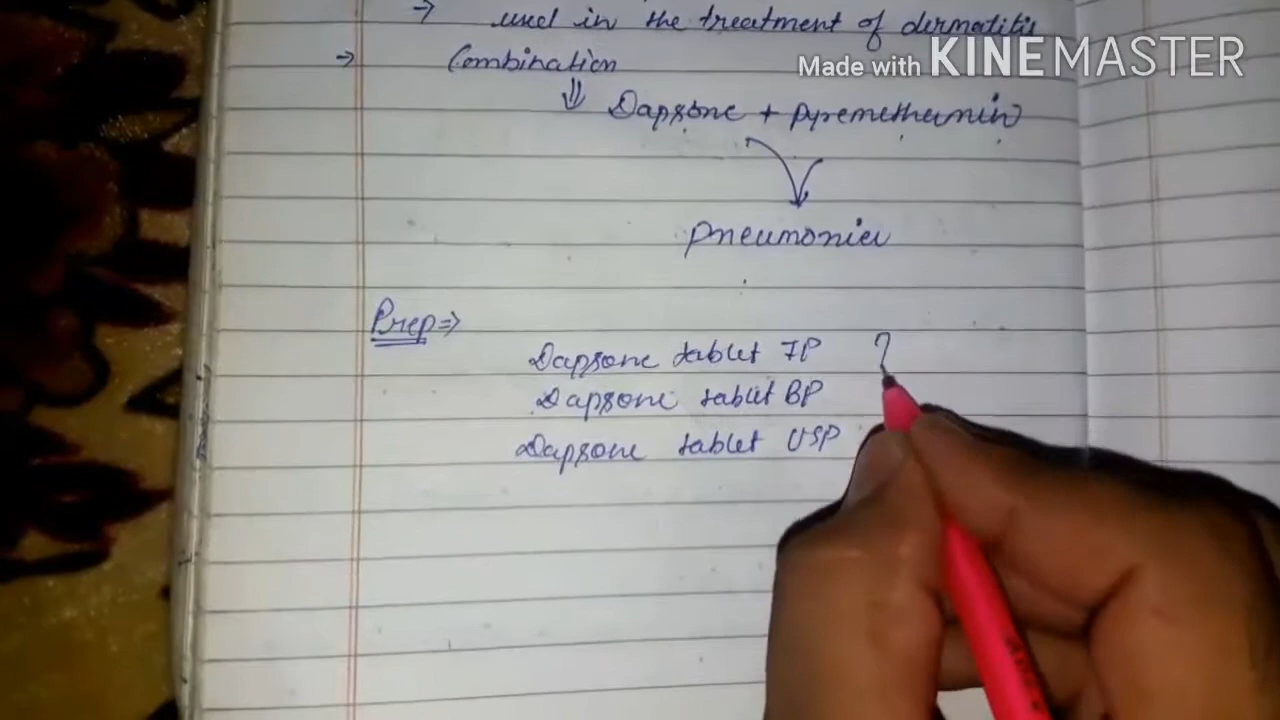 → used in the treatment of dermatitis
Made with KINEMASTER
→ Combination
⇓ Dapsone + pyremethemin
pneumonia
Prep ⇒
Dapsone tablet IP
Dapsone tablet BP
Dapsone tablet USP